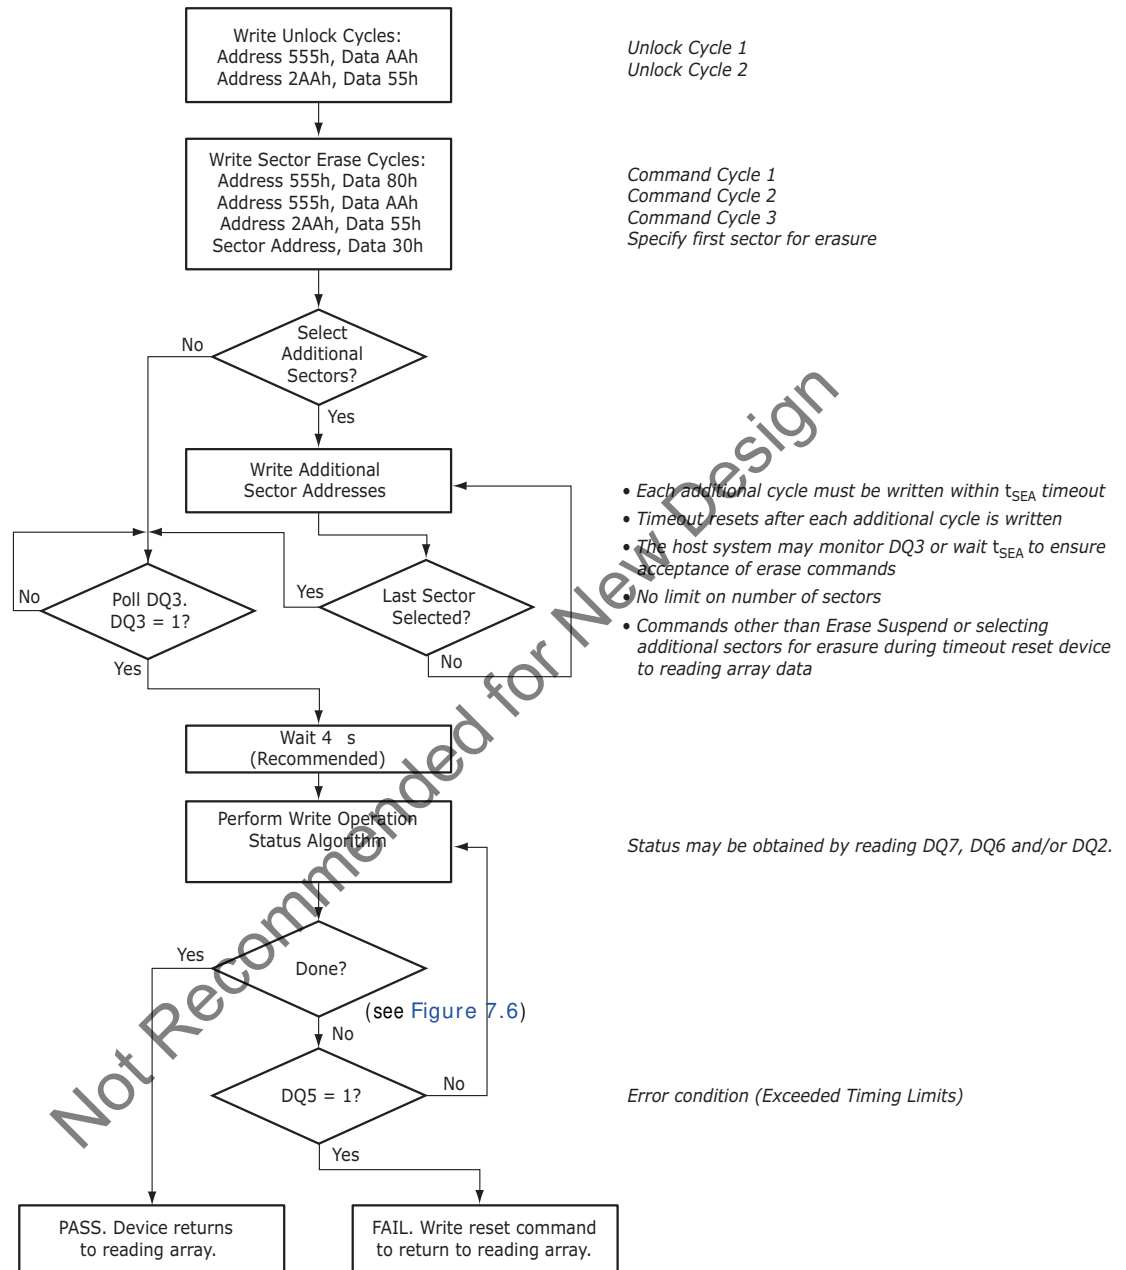 Write Unlock Cycles:
Address 555h, Data AAh
Address 2AAh, Data 55h
Unlock Cycle 1
Unlock Cycle 2
Write Sector Erase Cycles:
Address 555h, Data 80h
Address 555h, Data AAh
Address 2AAh, Data 55h
Sector Address, Data 30h
Command Cycle 1
Command Cycle 2
Command Cycle 3
Specify first sector for erasure
Select
Additional
Sectors?
No
Yes
Write Additional
Sector Addresses
• Each additional cycle must be written within tSEA timeout
• Timeout resets after each additional cycle is written
• The host system may monitor DQ3 or wait tSEA to ensure
acceptance of erase commands
• No limit on number of sectors
• Commands other than Erase Suspend or selecting
additional sectors for erasure during timeout reset device
to reading array data
No
Poll DQ3.
DQ3 = 1?
Yes
Yes
Last Sector
Selected?
No
Wait 4 s
(Recommended)
Perform Write Operation
Status Algorithm
Status may be obtained by reading DQ7, DQ6 and/or DQ2.
Yes
Done?
(see Figure 7.6)
No
DQ5 = 1?
No
Error condition (Exceeded Timing Limits)
Yes
PASS. Device returns
to reading array.
FAIL. Write reset command
to return to reading array.
Not Recommended for New Design